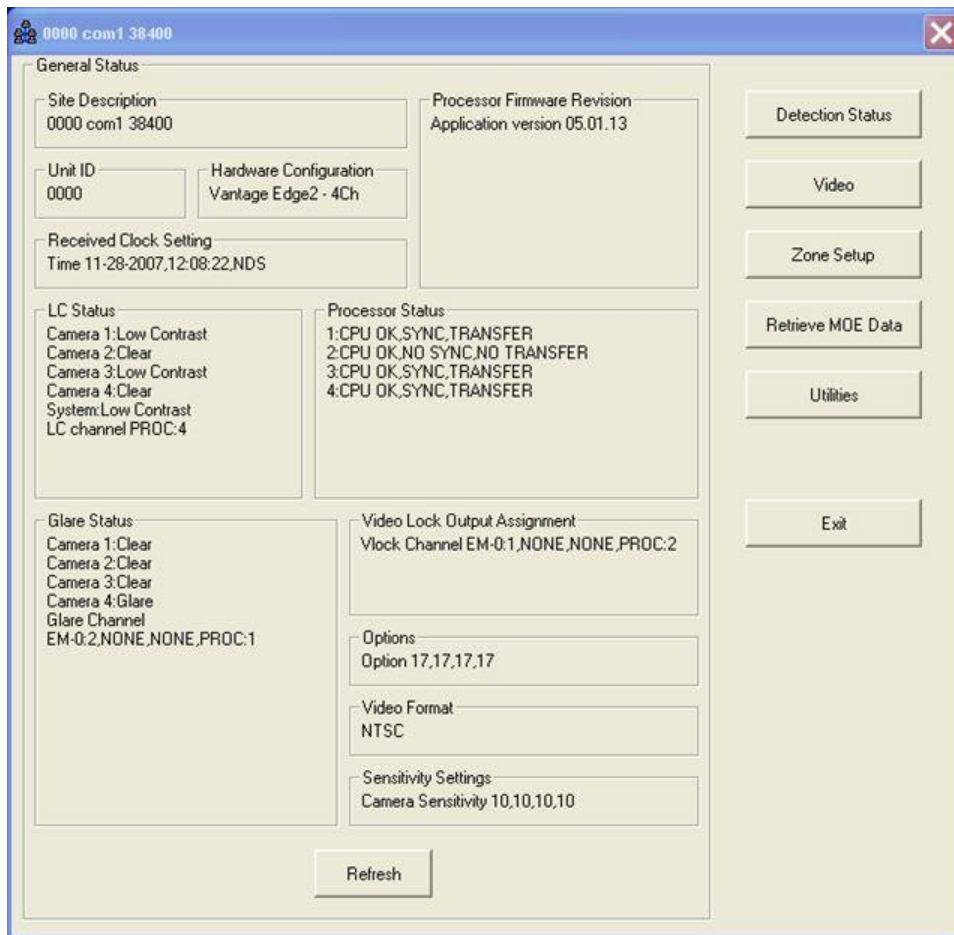 0000 com1 38400
General Status
Site Description
0000 com1 38400
Processor Firmware Revision
Application version 05.01.13
Unit ID
0000
Hardware Configuration
Vantage Edge2 - 4Ch
Received Clock Setting
Time 11-28-2007,12:08:22,NDS
LC Status
Camera 1:Low Contrast
Camera 2:Clear
Camera 3:Low Contrast
Camera 4:Clear
System:Low Contrast
LC channel PROC:4
Processor Status
1:CPU OK,SYNC,TRANSFER
2:CPU OK,NO SYNC,NO TRANSFER
3:CPU OK,SYNC,TRANSFER
4:CPU OK,SYNC,TRANSFER
Glare Status
Camera 1:Clear
Camera 2:Clear
Camera 3:Clear
Camera 4:Glare
Glare Channel
EM-0:2,NONE,NONE,PROC:1
Video Lock Output Assignment
Vlock Channel EM-0:1,NONE,NONE,PROC:2
Options
Option 17,17,17,17
Video Format
NTSC
Sensitivity Settings
Camera Sensitivity 10,10,10,10
Refresh
Detection Status
Video
Zone Setup
Retrieve MOE Data
Utilities
Exit